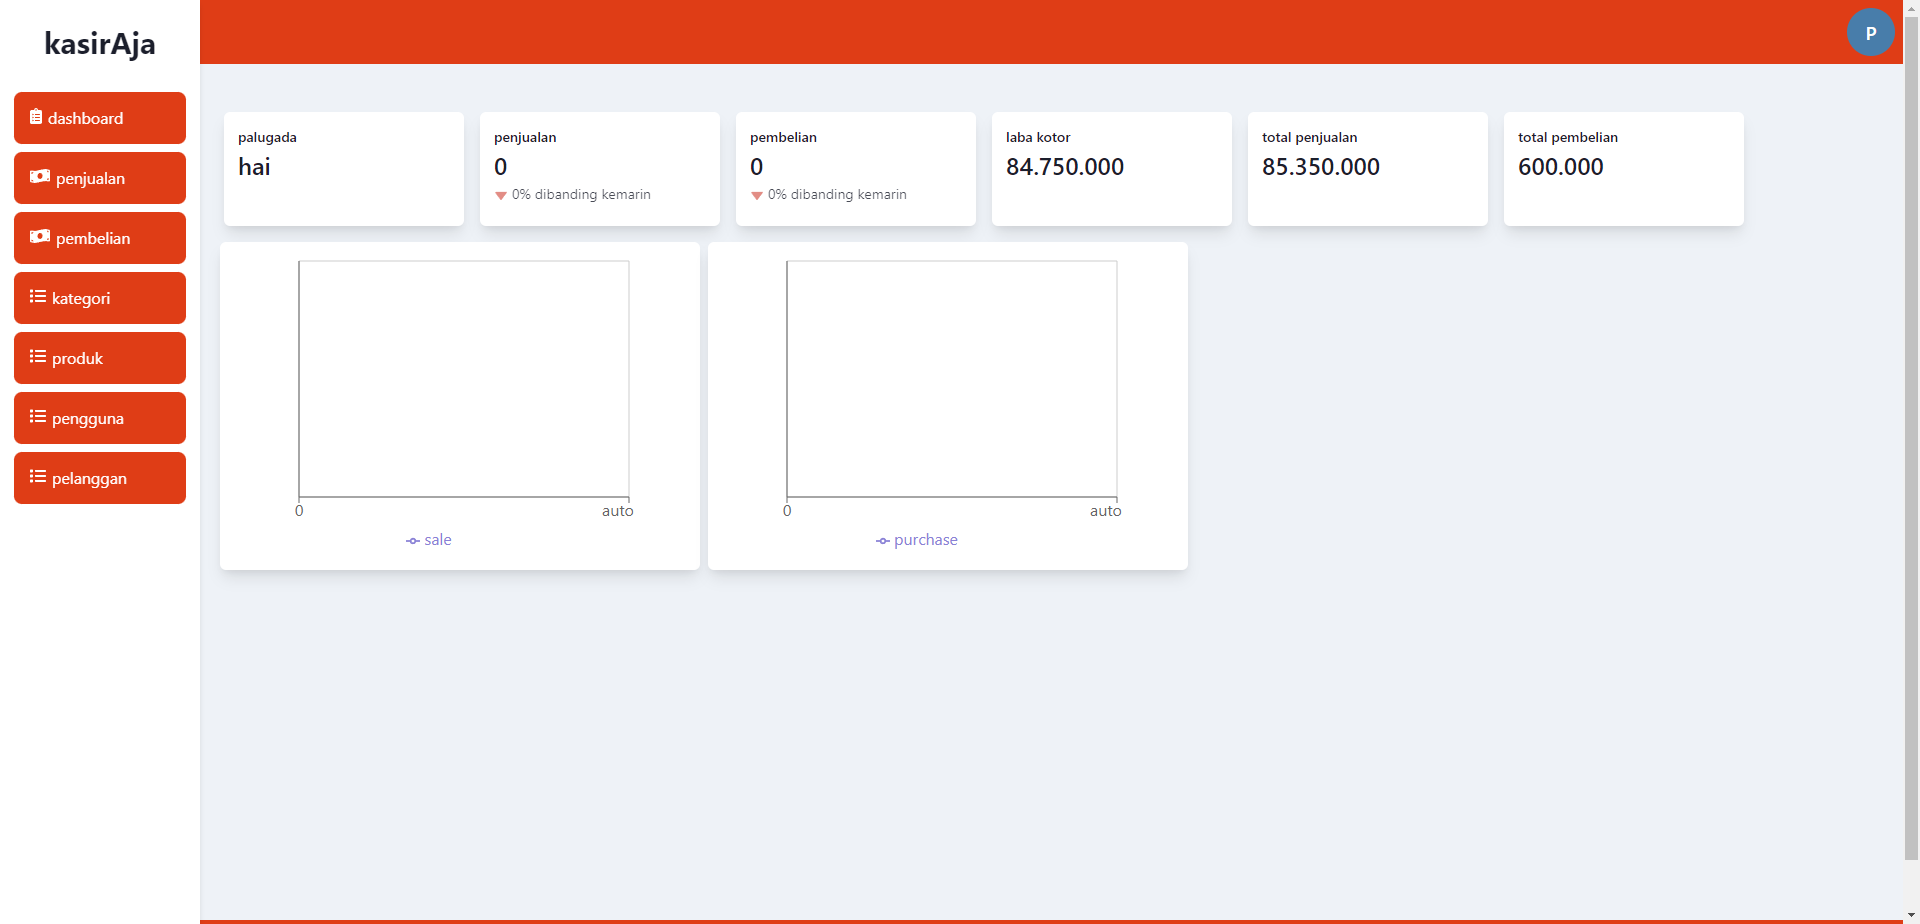 kasirAja
P
dashboard
penjualan
pembelian
kategori
produk
pengguna
pelanggan
palugada
hai
penjualan
0
0% dibanding kemarin
pembelian
0
0% dibanding kemarin
laba kotor
84.750.000
total penjualan
85.350.000
total pembelian
600.000
0 auto
sale
0 auto
purchase